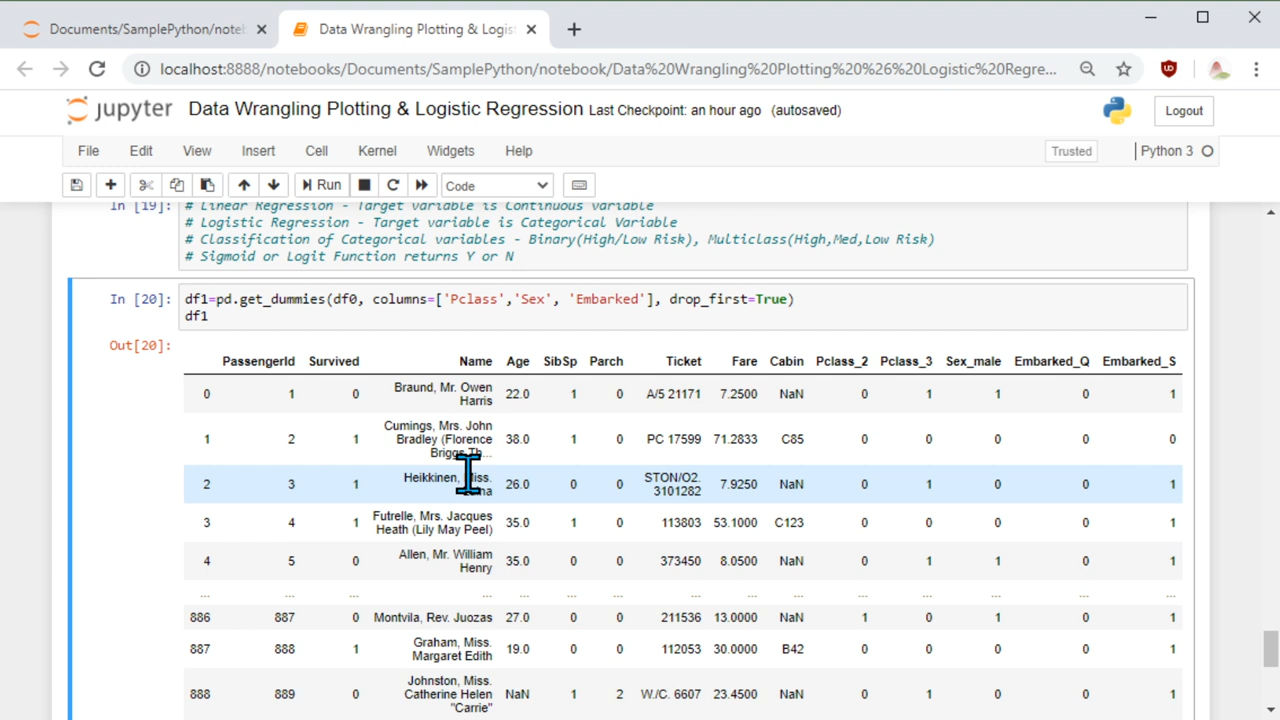 Documents/SamplePython/note
Data Wrangling Plotting & Logis
localhost:8888/notebooks/Documents/SamplePython/notebook/Data%20Wrangling%20Plotting%20%26%20Logistic%20Regre...
jupyter Data Wrangling Plotting & Logistic Regression Last Checkpoint: an hour ago (autosaved) Logout
File Edit View Insert Cell Kernel Widgets Help Trusted Python 3
Run Code
In [19]: # Linear Regression - Target variable is Continuous variable
# Logistic Regression - Target variable is Categorical Variable
# Classification of Categorical variables - Binary(High/Low Risk), Multiclass(High,Med,Low Risk)
# Sigmoid or Logit Function returns Y or N
In [20]: df1=pd.get_dummies(df0, columns=['Pclass','Sex', 'Embarked'], drop_first=True)
df1
Out[20]:
PassengerId Survived Name Age SibSp Parch Ticket Fare Cabin Pclass_2 Pclass_3 Sex_male Embarked_Q Embarked_S
0 1 0 Braund, Mr. Owen Harris 22.0 1 0 A/5 21171 7.2500 NaN 0 1 1 0 1
1 2 1 Cumings, Mrs. John Bradley (Florence Briggs Th... 38.0 1 0 PC 17599 71.2833 C85 0 0 0 0 0
2 3 1 Heikkinen, Miss. 26.0 0 0 STON/O2. 3101282 7.9250 NaN 0 1 0 0 1
3 4 1 Futrelle, Mrs. Jacques Heath (Lily May Peel) 35.0 1 0 113803 53.1000 C123 0 0 0 0 1
4 5 0 Allen, Mr. William Henry 35.0 0 0 373450 8.0500 NaN 0 1 1 0 1
... ... ... ... ... ... ... ... ... ... ... ... ... ... ...
886 887 0 Montvila, Rev. Juozas 27.0 0 0 211536 13.0000 NaN 1 0 1 0 1
887 888 1 Graham, Miss. Margaret Edith 19.0 0 0 112053 30.0000 B42 0 0 0 0 1
888 889 0 Johnston, Miss. Catherine Helen "Carrie" NaN 1 2 W./C. 6607 23.4500 NaN 0 1 0 0 1